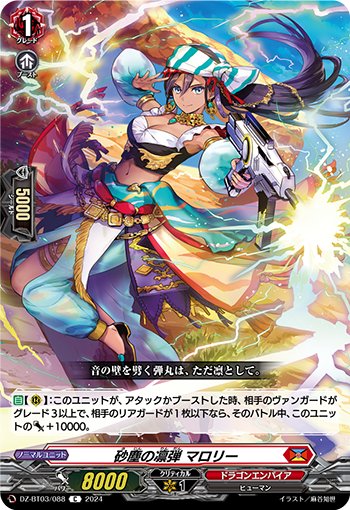 1
グレード
ブースト
5000
シールド
音の壁を劈く弾丸は、ただ凛として。
自【R】：このユニットが、アタックかブーストした時、相手のヴァンガードが
グレード３以上で、相手のリアガードが１枚以下なら、そのバトル中、このユニッ
トの+10000。
ノーマルユニット
砂塵の凛弾 マロリー
ドラゴンエンパイア
ヒューマン
パワー
8000
クリティカル
1
DZ-BT03/088 C 2024
イラスト／麻谷知世